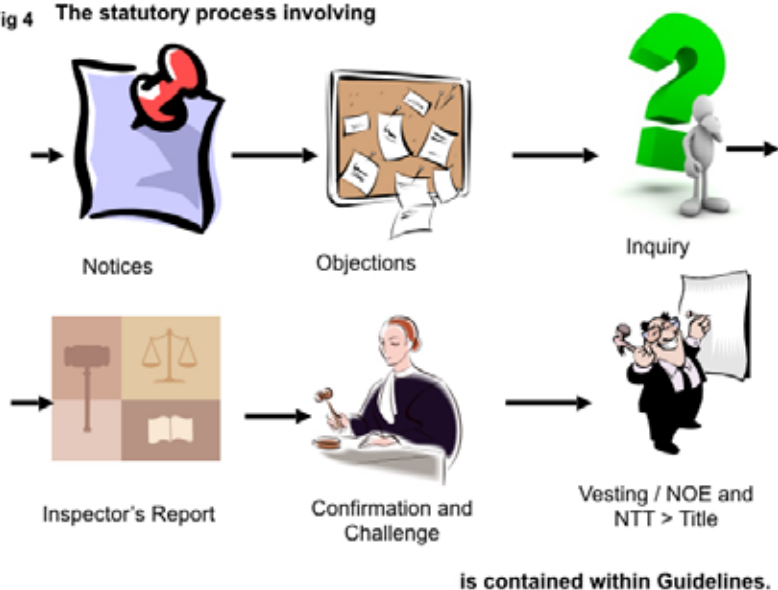 ig 4 The statutory process involving
Notices
Objections
Inquiry
Inspector's Report
Confirmation and
Challenge
Vesting / NOE and
NTT > Title
is contained within Guidelines.